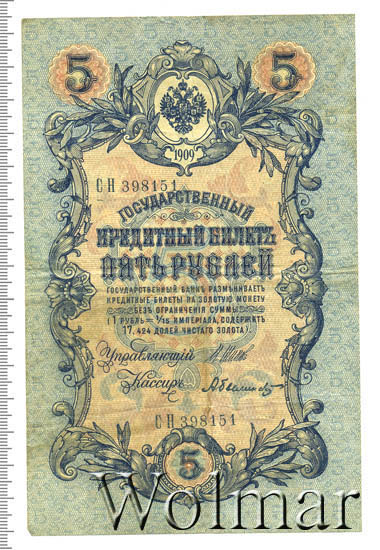 5 5
1909
СН 398151
ГОСУДАРСТВЕННЫЙ
КРЕДИТНЫЙ БИЛЕТЪ
ПЯТЬ РУБЛЕЙ
ГОСУДАРСТВЕННЫЙ БАНКЪ РАЗМѢНИВАЕТЪ
КРЕДИТНЫЕ БИЛЕТЫ НА ЗОЛОТУЮ МОНЕТУ
БЕЗЪ ОГРАНИЧЕНІЯ СУММЫ
(1 РУБЛЬ = 1/15 ИМПЕРІАЛА, СОДЕРЖИТЪ
17,424 ДОЛЕЙ ЧИСТАГО ЗОЛОТА).
Управляющій
Кассиръ
СН 398151
5
Wolmar